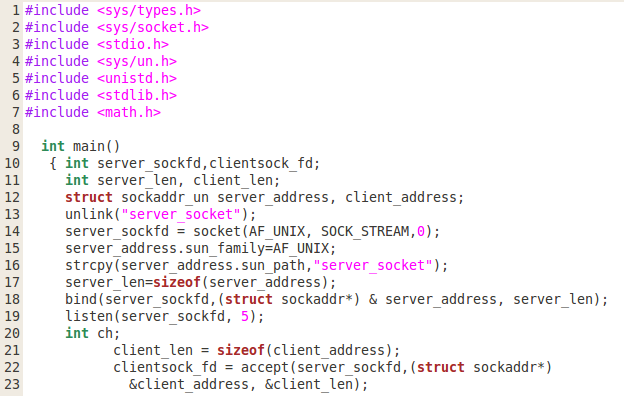 1 #include <sys/types.h>
2 #include <sys/socket.h>
3 #include <stdio.h>
4 #include <sys/un.h>
5 #include <unistd.h>
6 #include <stdlib.h>
7 #include <math.h>
8
9 int main()
10 { int server_sockfd,clientsock_fd;
11 int server_len, client_len;
12 struct sockaddr_un server_address, client_address;
13 unlink("server_socket");
14 server_sockfd = socket(AF_UNIX, SOCK_STREAM,0);
15 server_address.sun_family=AF_UNIX;
16 strcpy(server_address.sun_path,"server_socket");
17 server_len=sizeof(server_address);
18 bind(server_sockfd,(struct sockaddr*) & server_address, server_len);
19 listen(server_sockfd, 5);
20 int ch;
21 client_len = sizeof(client_address);
22 clientsock_fd = accept(server_sockfd,(struct sockaddr*)
23 &client_address, &client_len);